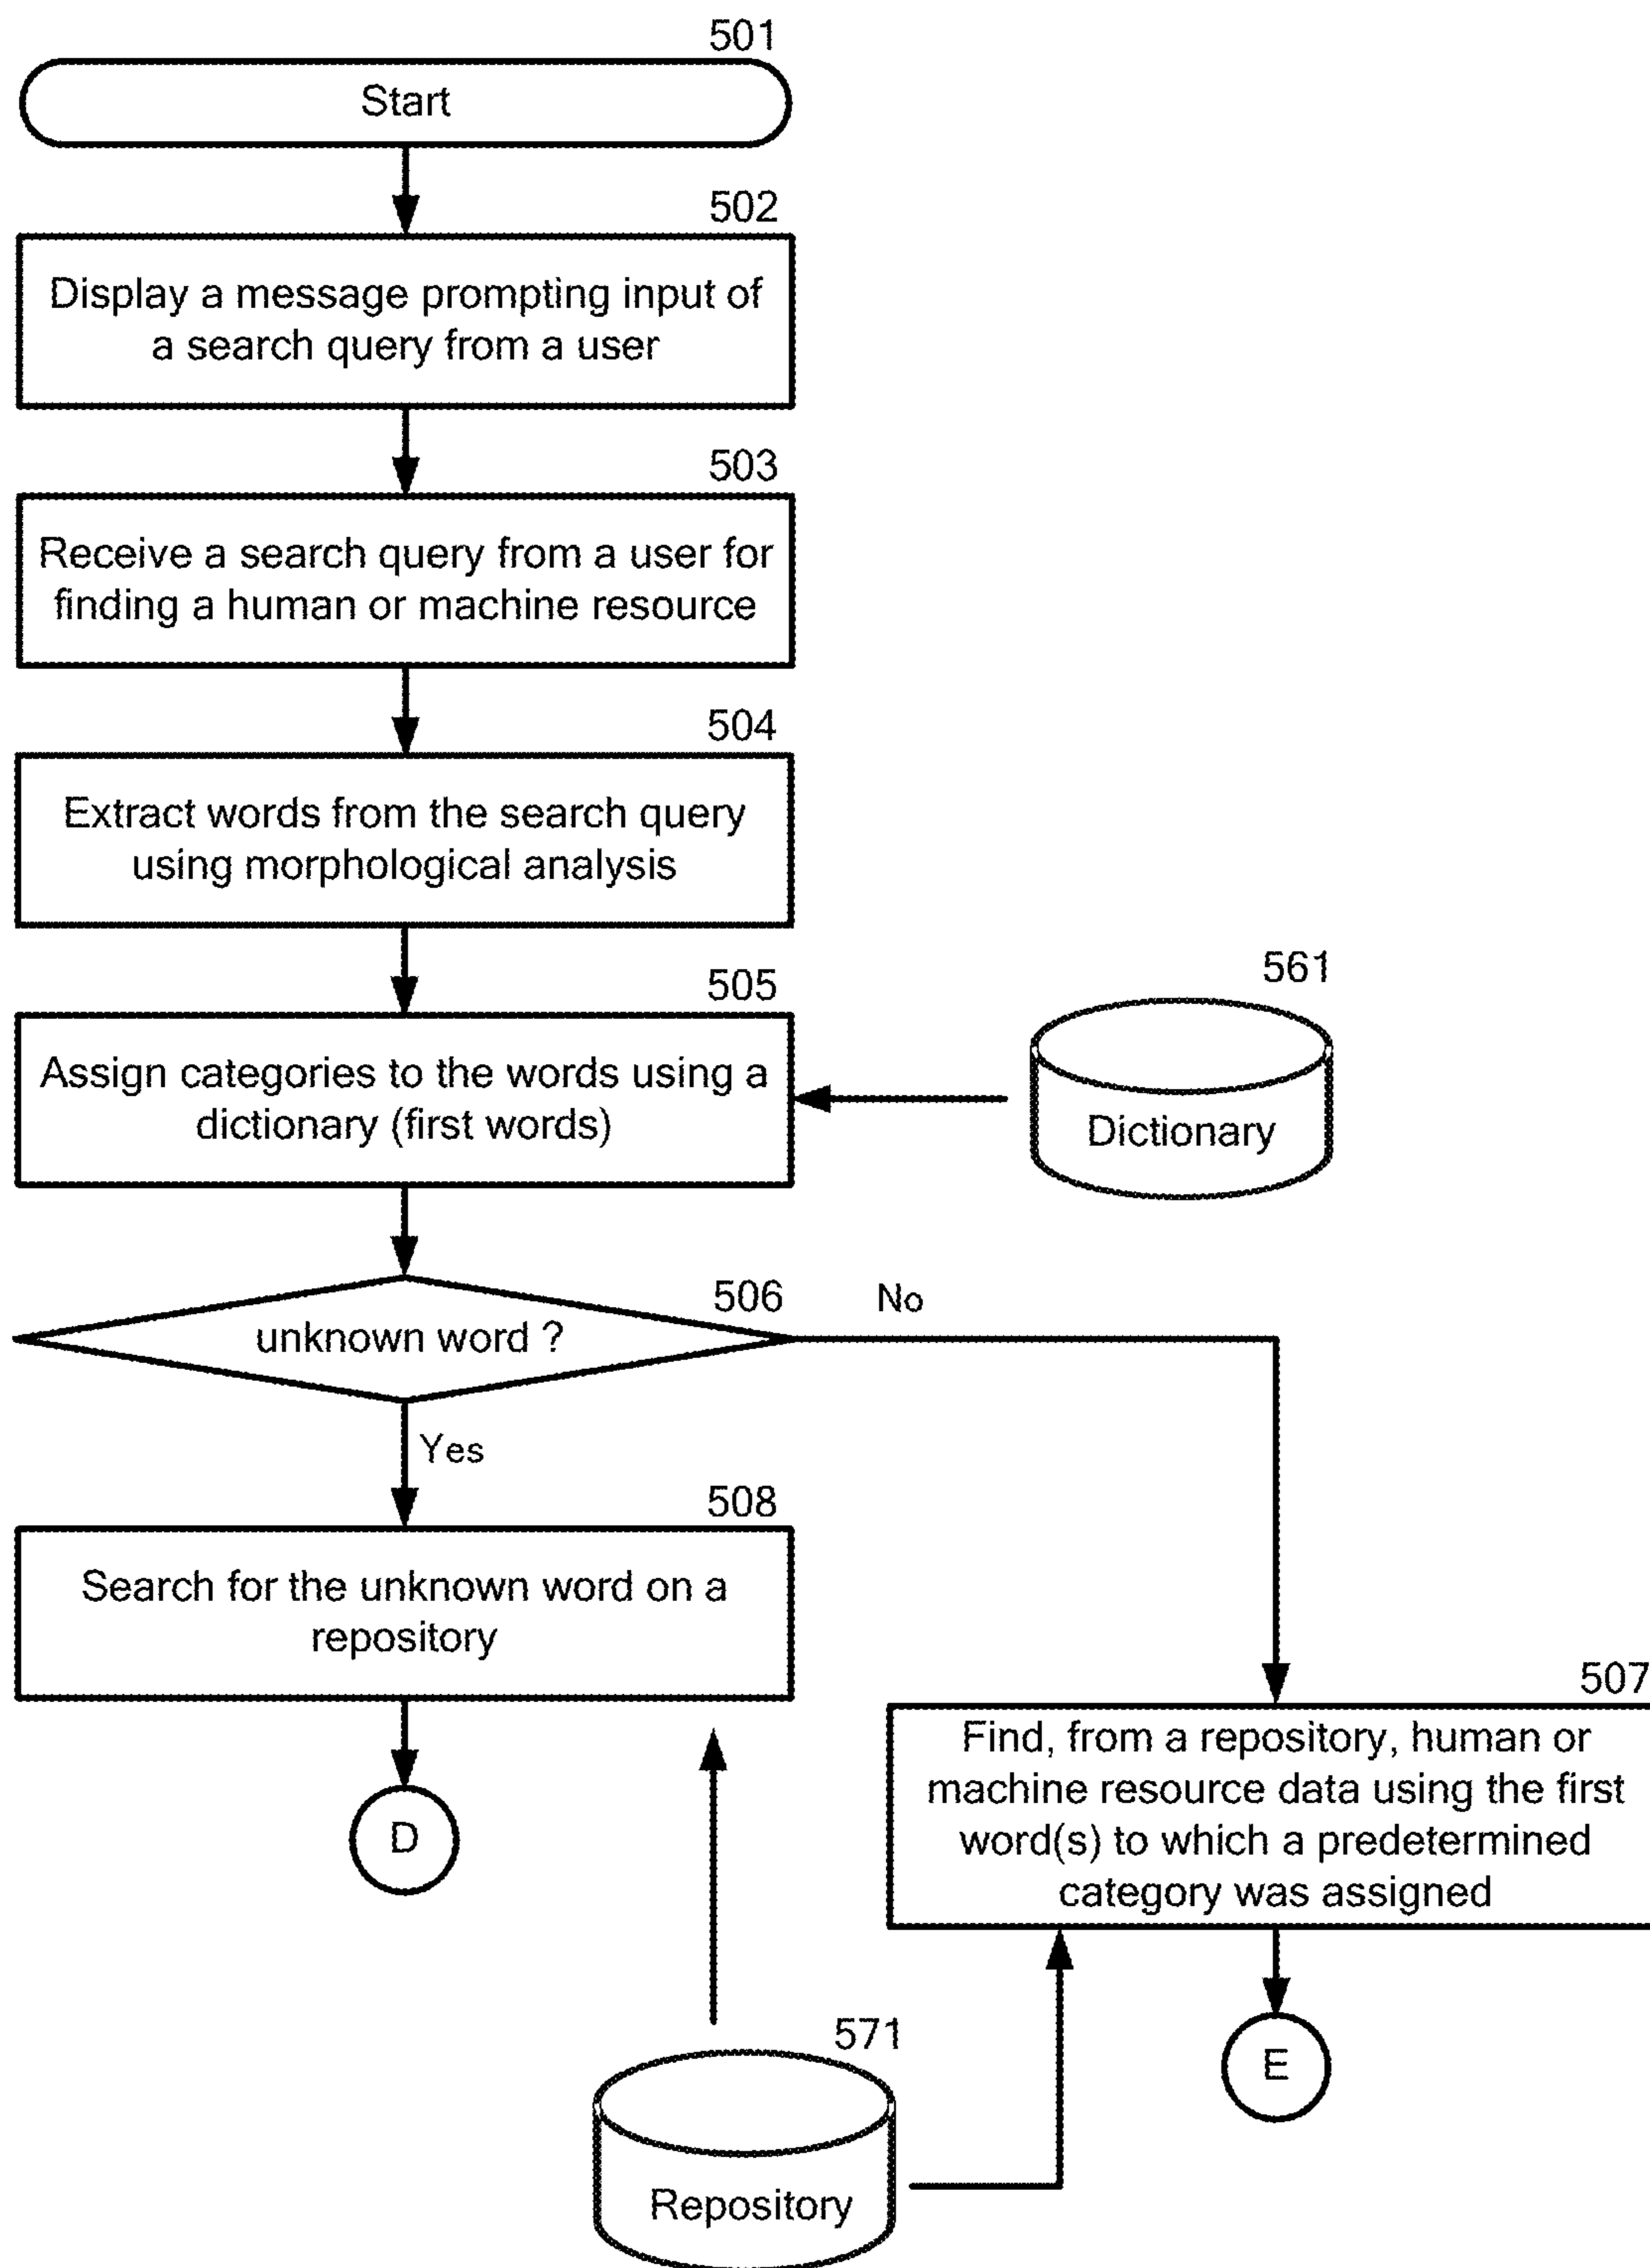 501
Start
502
Display a message prompting input of
a search query from a user
503
Receive a search query from a user for
finding a human or machine resource
504
Extract words from the search query
using morphological analysis
505
Assign categories to the words using a
dictionary (first words)
561
Dictionary
506
unknown word ?
No
Yes
508
Search for the unknown word on a
repository
D
507
Find, from a repository, human or
machine resource data using the first
word(s) to which a predetermined
category was assigned
E
571
Repository